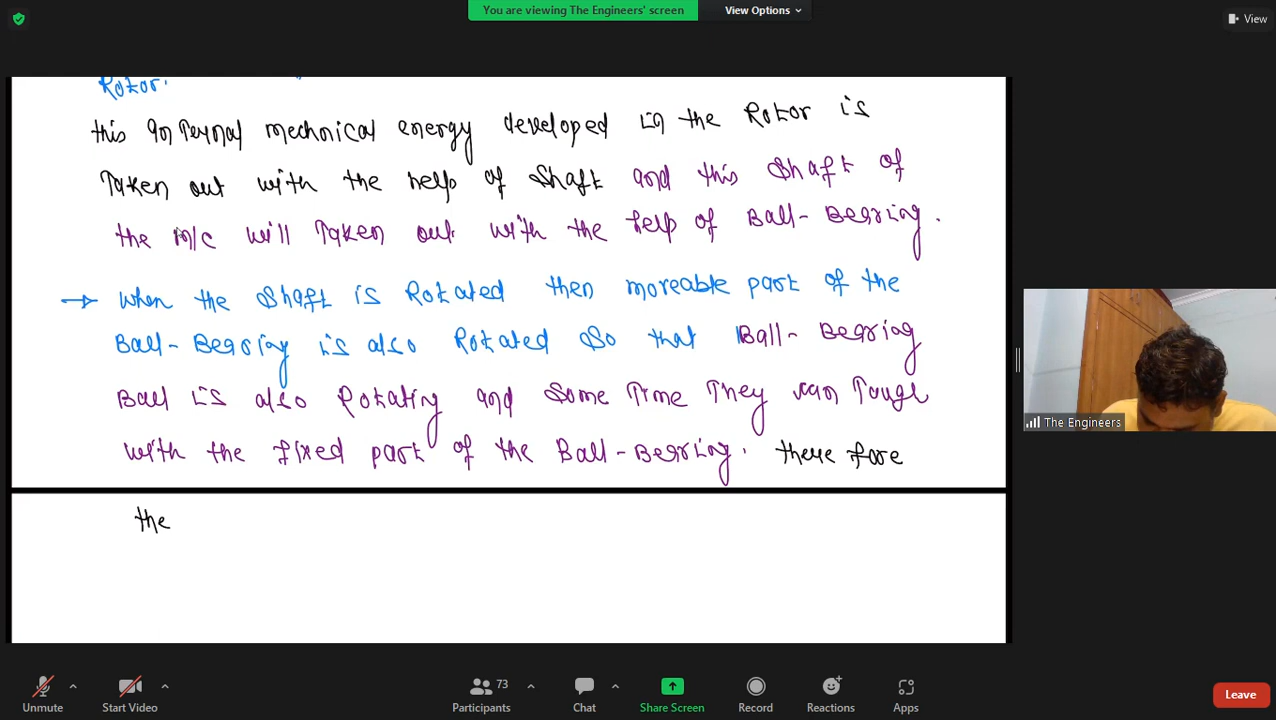 You are viewing The Engineers' screen
View Options
View
Rotor.
this internal mechnical energy developed in the Rotor is
Taken out with the help of Shaft and this Shaft of
the M/c will Taken out with the help of Ball-Bearing.
→ when the Shaft is Rotated then moveable part of the
Ball-Bearing is also Rotated So that Ball-Bearing
Ball is also Rotating and Some Time They can Tough
with the fixed part of the Ball-Bearing. there fore
the
The Engineers
Unmute
Start Video
73
Participants
Chat
Share Screen
Record
Reactions
Apps
Leave